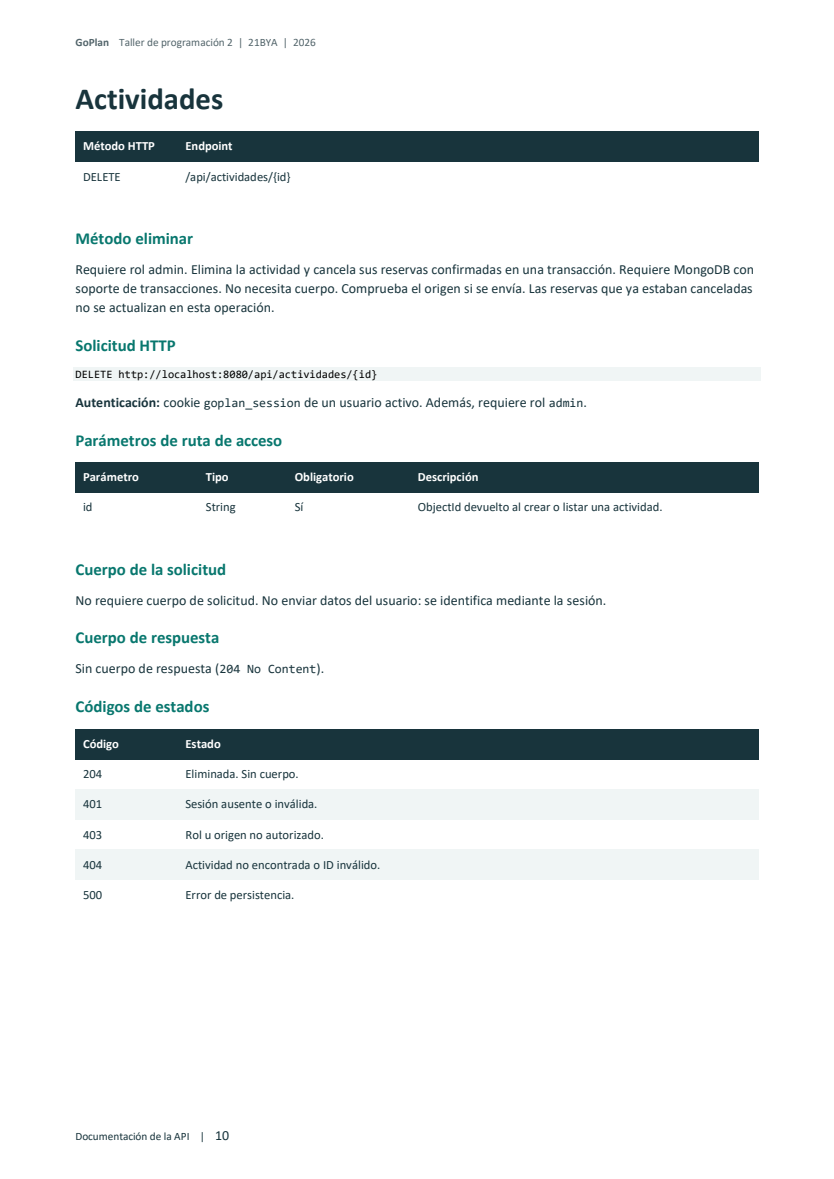 GoPlan Taller de programación 2 | 21BYA | 2026
Actividades
Método HTTP Endpoint
DELETE /api/actividades/{id}
Método eliminar
Requiere rol admin. Elimina la actividad y cancela sus reservas confirmadas en una transacción. Requiere MongoDB con
soporte de transacciones. No necesita cuerpo. Comprueba el origen si se envía. Las reservas que ya estaban canceladas
no se actualizan en esta operación.
Solicitud HTTP
DELETE http://localhost:8080/api/actividades/{id}
Autenticación: cookie goplan_session de un usuario activo. Además, requiere rol admin.
Parámetros de ruta de acceso
Parámetro Tipo Obligatorio Descripción
id String Sí ObjectId devuelto al crear o listar una actividad.
Cuerpo de la solicitud
No requiere cuerpo de solicitud. No enviar datos del usuario: se identifica mediante la sesión.
Cuerpo de respuesta
Sin cuerpo de respuesta (204 No Content).
Códigos de estados
Código Estado
204 Eliminada. Sin cuerpo.
401 Sesión ausente o inválida.
403 Rol u origen no autorizado.
404 Actividad no encontrada o ID inválido.
500 Error de persistencia.
Documentación de la API | 10